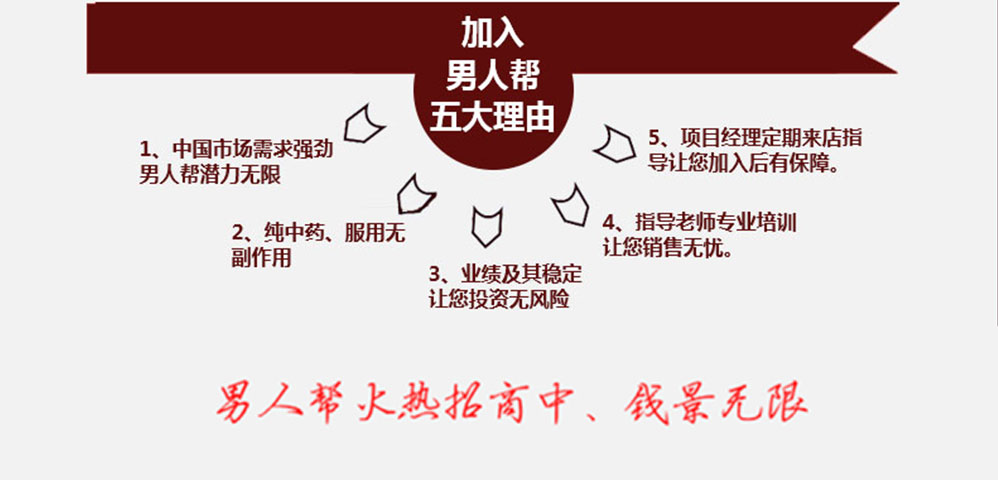 加入
男人帮
五大理由
1、中国市场需求强劲
男人帮潜力无限
2、纯中药、服用无
副作用
3、业绩及其稳定
让您投资无风险
4、指导老师专业培训
让您销售无忧。
5、项目经理定期来店指
导让您加入后有保障。
男人帮火热招商中、钱景无限